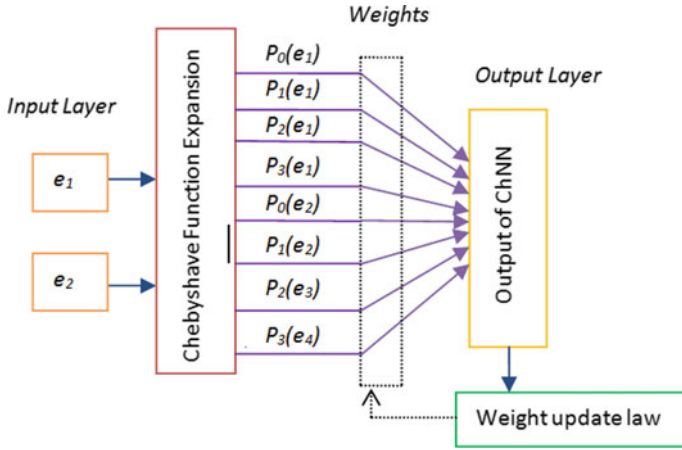 Weights
Input Layer
Output Layer
e1
e2
Chebyshave Function Expansion
P0(e1)
P1(e1)
P2(e1)
P3(e1)
P0(e2)
P1(e2)
P2(e3)
P3(e4)
Output of ChNN
Weight update law